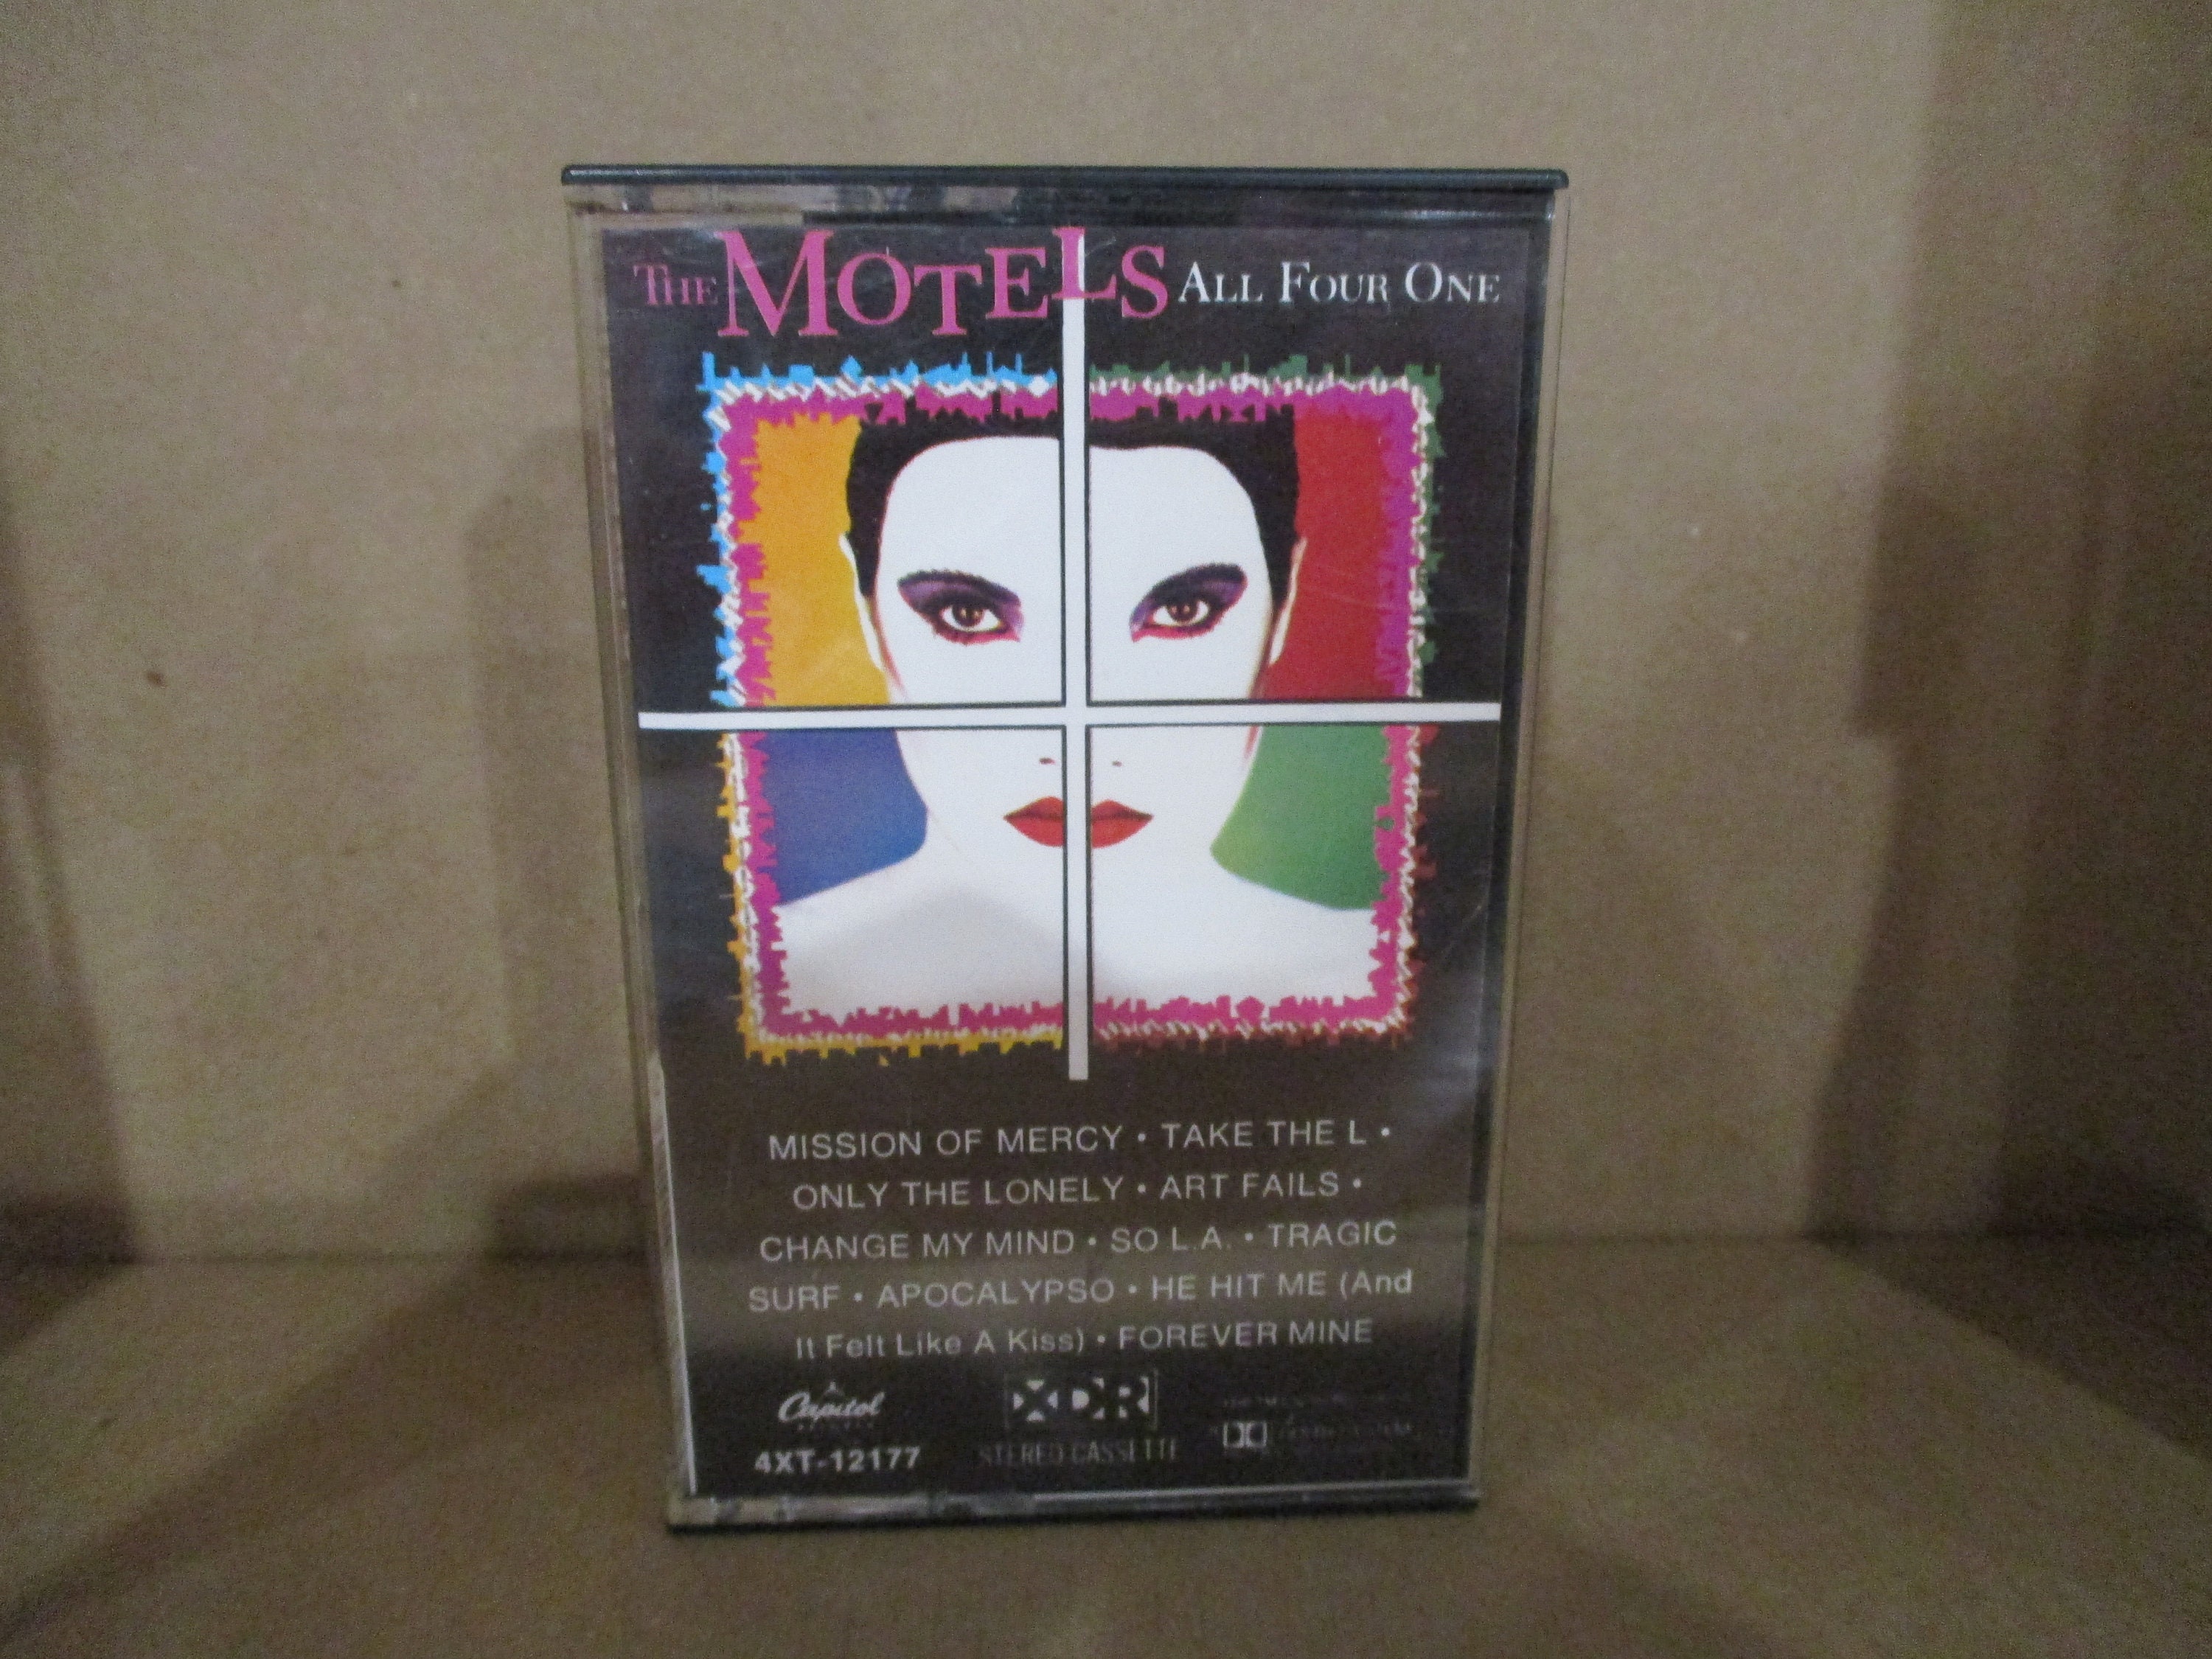 THE MOTELS ALL FOUR ONE
MISSION OF MERCY • TAKE THE L •
ONLY THE LONELY • ART FAILS •
CHANGE MY MIND • SO L.A. • TRAGIC
SURF • APOCALYPSO • HE HIT ME (And
It Felt Like A Kiss) • FOREVER MINE
Capitol
XDR
4XT-12177
STEREO CASSETTE